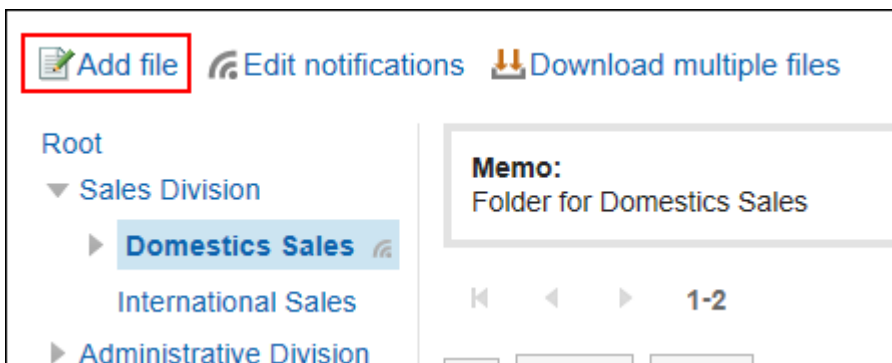 Add file Edit notifications Download multiple files
Root
Sales Division
Domestics Sales
International Sales
Administrative Division
Memo:
Folder for Domestics Sales
1-2